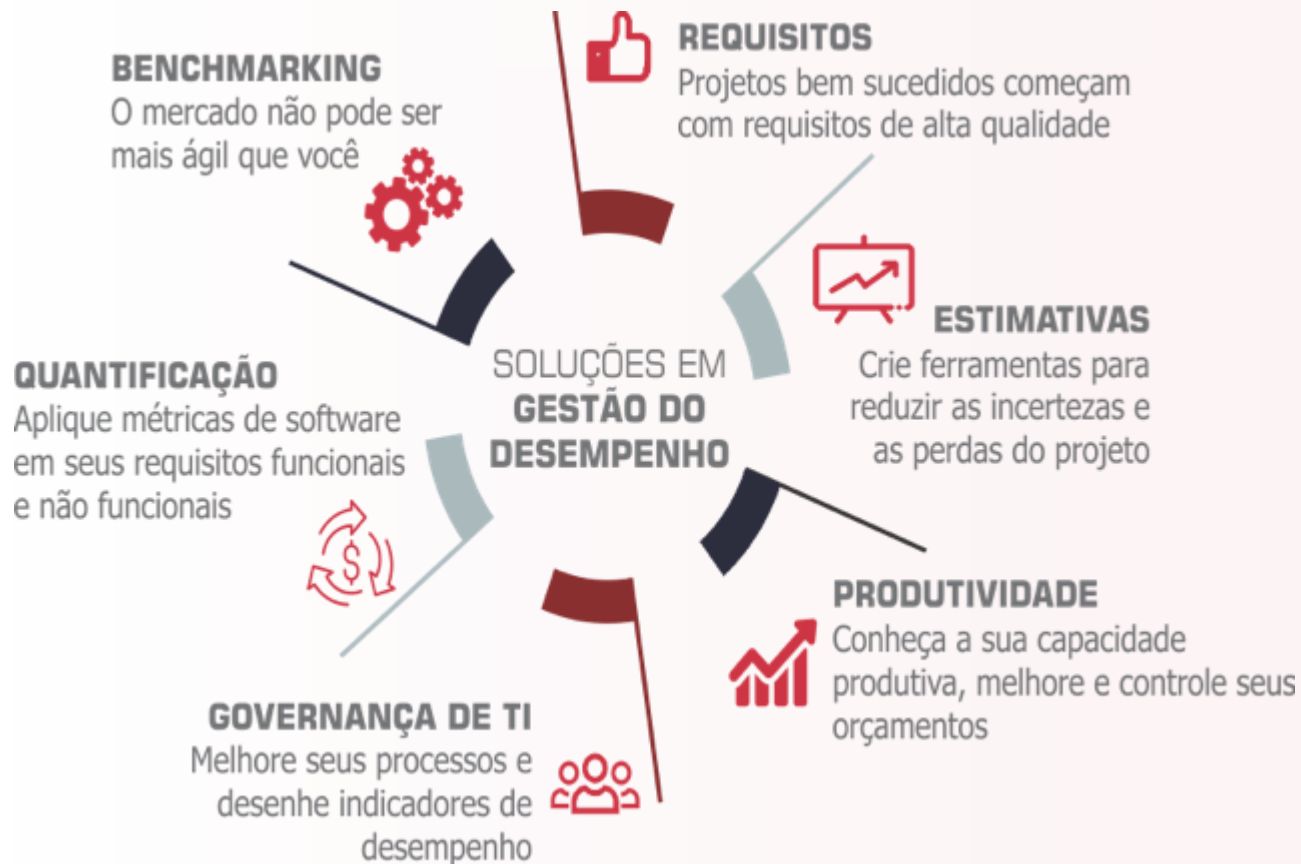 REQUISITOS
Projetos bem sucedidos começam
com requisitos de alta qualidade
BENCHMARKING
O mercado não pode ser
mais ágil que você
ESTIMATIVAS
Crie ferramentas para
reduzir as incertezas e
as perdas do projeto
SOLUÇÕES EM
GESTÃO DO
DESEMPENHO
QUANTIFICAÇÃO
Aplique métricas de software
em seus requisitos funcionais
e não funcionais
$
PRODUTIVIDADE
Conheça a sua capacidade
produtiva, melhore e controle seus
orçamentos
GOVERNANÇA DE TI
Melhore seus processos e
desenhe indicadores de
desempenho